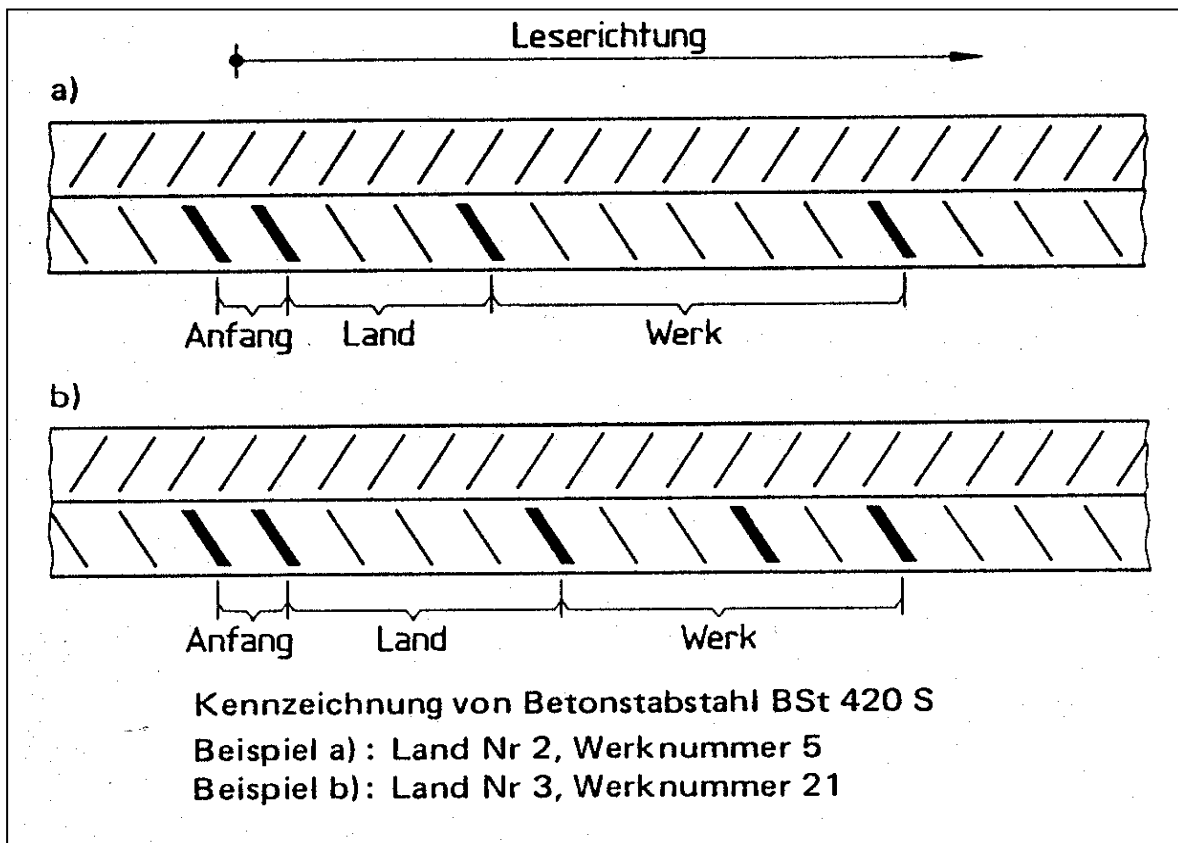 Leserichtung
a)
Anfang Land Werk
b)
Anfang Land Werk
Kennzeichnung von Betonstabstahl BSt 420 S
Beispiel a): Land Nr 2, Werknummer 5
Beispiel b): Land Nr 3, Werknummer 21